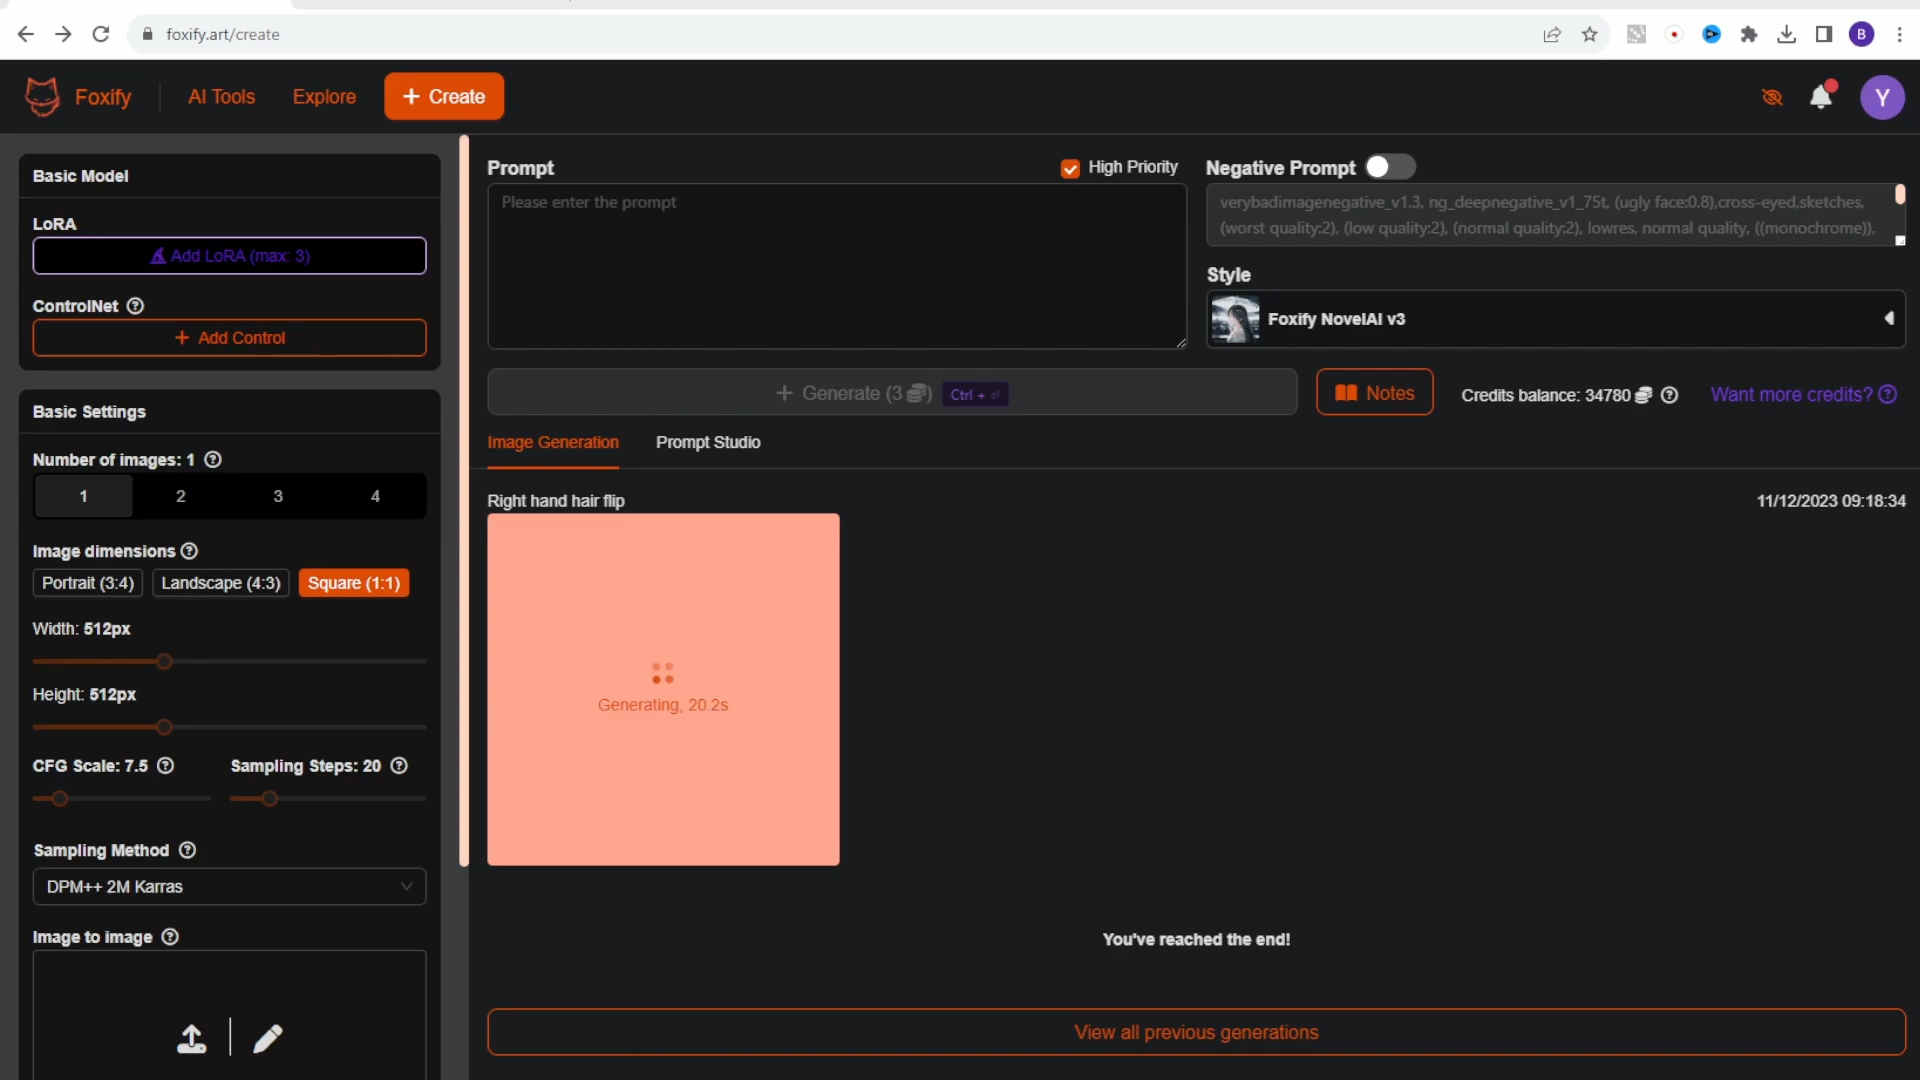 foxify.art/create
B
Foxify
AI Tools
Explore
+ Create
Y
Basic Model
LoRA
Add LoRA (max: 3)
ControlNet
+ Add Control
Basic Settings
Number of images: 1
1 2 3 4
Image dimensions
Portrait (3:4) Landscape (4:3) Square (1:1)
Width: 512px
Height: 512px
CFG Scale: 7.5 Sampling Steps: 20
Sampling Method
DPM++ 2M Karras
Image to image
Prompt
High Priority
Please enter the prompt
Negative Prompt
verybadimagenegative_v1.3, ng_deepnegative_v1_75t, (ugly face:0.8),cross-eyed,sketches,
(worst quality:2), (low quality:2), (normal quality:2), lowres, normal quality, ((monochrome)),
Style
Foxify NovelAI v3
+ Generate (3 ) Ctrl + ⏎
Notes
Credits balance: 34780
Want more credits?
Image Generation
Prompt Studio
Right hand hair flip
11/12/2023 09:18:34
Generating, 20.2s
You've reached the end!
View all previous generations